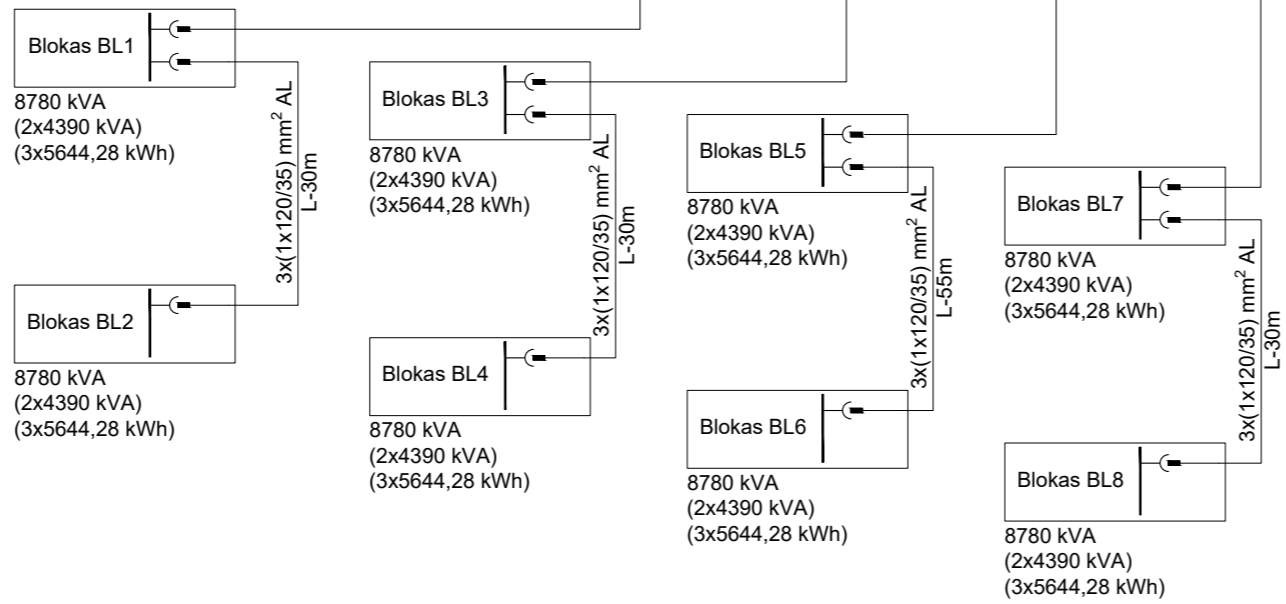 Blokas BL1
8780 kVA
(2x4390 kVA)
(3x5644,28 kWh)
3x(1x120/35) mm² AL
L-30m
Blokas BL2
8780 kVA
(2x4390 kVA)
(3x5644,28 kWh)
Blokas BL3
8780 kVA
(2x4390 kVA)
(3x5644,28 kWh)
3x(1x120/35) mm² AL
L-30m
Blokas BL4
8780 kVA
(2x4390 kVA)
(3x5644,28 kWh)
Blokas BL5
8780 kVA
(2x4390 kVA)
(3x5644,28 kWh)
3x(1x120/35) mm² AL
L-55m
Blokas BL6
8780 kVA
(2x4390 kVA)
(3x5644,28 kWh)
Blokas BL7
8780 kVA
(2x4390 kVA)
(3x5644,28 kWh)
3x(1x120/35) mm² AL
L-30m
Blokas BL8
8780 kVA
(2x4390 kVA)
(3x5644,28 kWh)